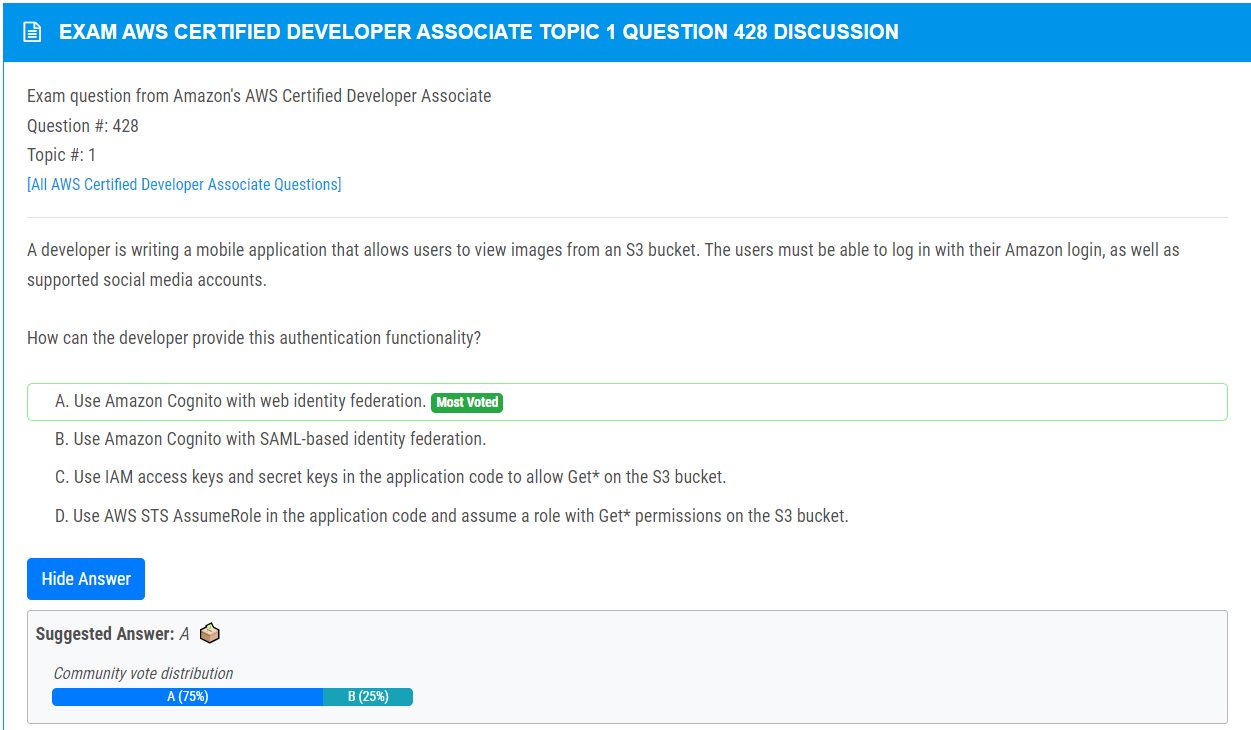 EXAM AWS CERTIFIED DEVELOPER ASSOCIATE TOPIC 1 QUESTION 428 DISCUSSION
Exam question from Amazon's AWS Certified Developer Associate
Question #: 428
Topic #: 1
[All AWS Certified Developer Associate Questions]
A developer is writing a mobile application that allows users to view images from an S3 bucket. The users must be able to log in with their Amazon login, as well as
supported social media accounts.
How can the developer provide this authentication functionality?
A. Use Amazon Cognito with web identity federation. Most Voted
B. Use Amazon Cognito with SAML-based identity federation.
C. Use IAM access keys and secret keys in the application code to allow Get* on the S3 bucket.
D. Use AWS STS AssumeRole in the application code and assume a role with Get* permissions on the S3 bucket.
Hide Answer
Suggested Answer: A
Community vote distribution
A (75%) B (25%)